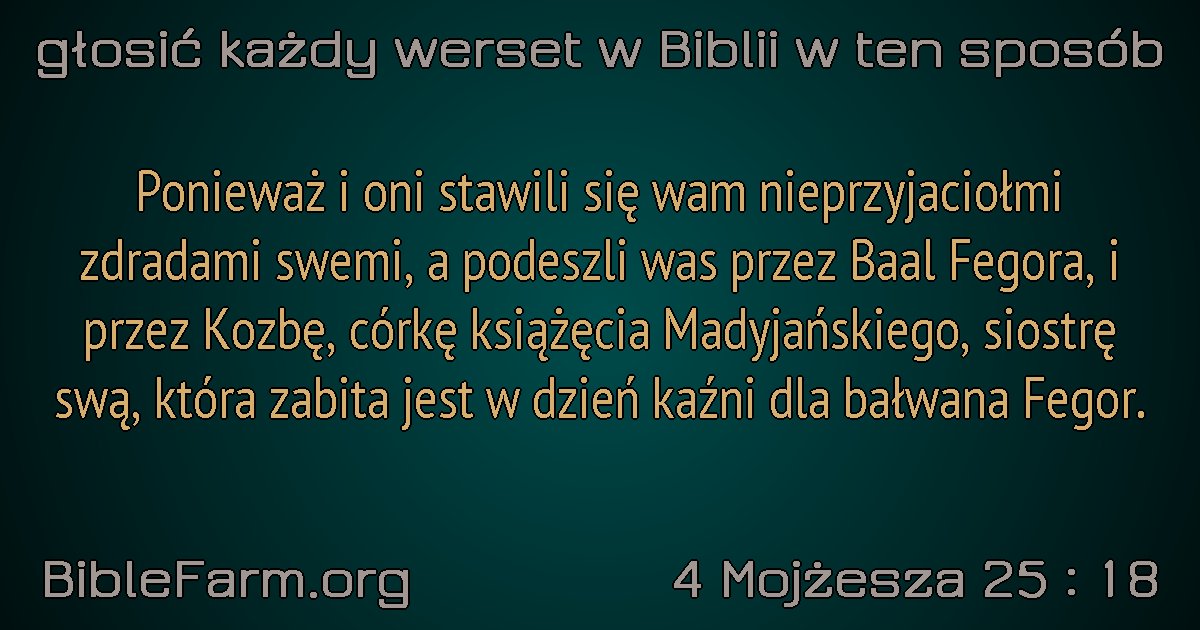 głosić każdy werset w Biblii w ten sposób
Ponieważ i oni stawili się wam nieprzyjaciołmi
zdradami swemi, a podeszli was przez Baal Fegora, i
przez Kozbę, córkę książęcia Madyjańskiego, siostrę
swą, która zabita jest w dzień kaźni dla bałwana Fegor.
BibleFarm.org
4 Mojżesza 25 : 18